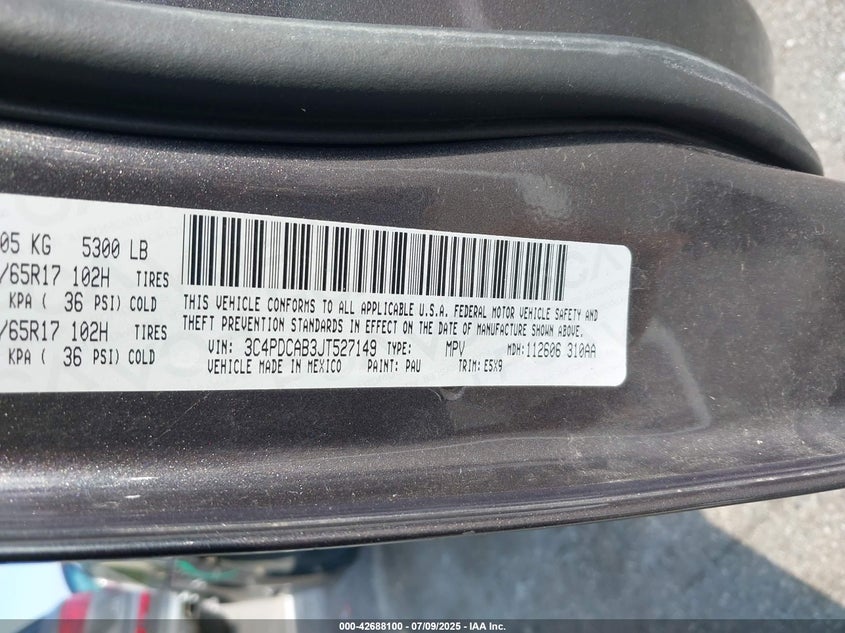 05 KG 5300 LB
/65R17 102H TIRES
KPA ( 36 PSI) COLD
/65R17 102H TIRES
KPA ( 36 PSI) COLD
THIS VEHICLE CONFORMS TO ALL APPLICABLE U.S.A. FEDERAL MOTOR VEHICLE SAFETY AND
THEFT PREVENTION STANDARDS IN EFFECT ON THE DATE OF MANUFACTURE SHOWN ABOVE.
VIN: 3C4PDCAB3JT527149 TYPE: MPV MDH: 112606 310AA
VEHICLE MADE IN MEXICO PAINT: PAU TRIM: E5X9
000-42688100 / 07/09/2025 - IAA Inc.